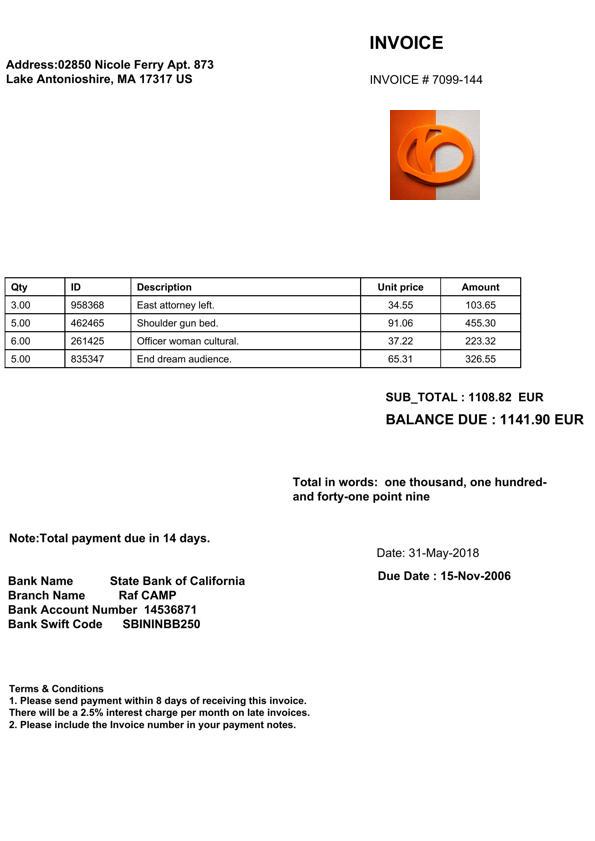 INVOICE
Address:02850 Nicole Ferry Apt. 873
Lake Antonioshire, MA 17317 US
INVOICE # 7099-144
Qty ID Description Unit price Amount
3.00 958368 East attorney left. 34.55 103.65
5.00 462465 Shoulder gun bed. 91.06 455.30
6.00 261425 Officer woman cultural. 37.22 223.32
5.00 835347 End dream audience. 65.31 326.55
SUB_TOTAL : 1108.82 EUR
BALANCE DUE : 1141.90 EUR
Total in words: one thousand, one hundred-
and forty-one point nine
Note:Total payment due in 14 days.
Date: 31-May-2018
Due Date : 15-Nov-2006
Bank Name State Bank of California
Branch Name Raf CAMP
Bank Account Number 14536871
Bank Swift Code SBININBB250
Terms & Conditions
1. Please send payment within 8 days of receiving this invoice.
There will be a 2.5% interest charge per month on late invoices.
2. Please include the Invoice number in your payment notes.